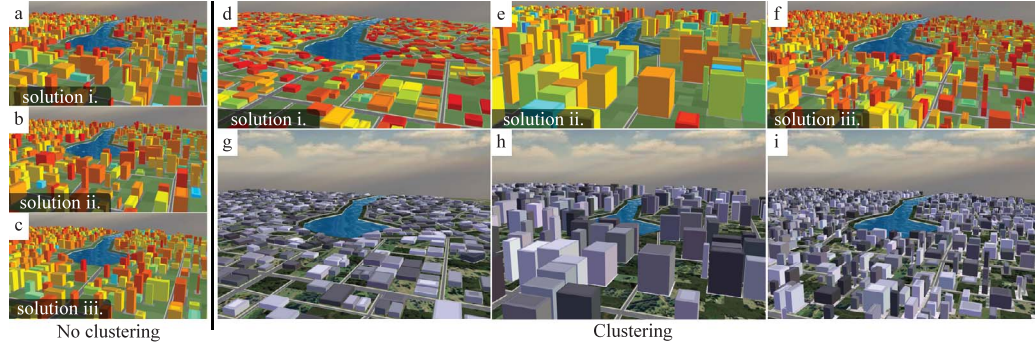 a
solution i.
b
solution ii.
c
solution iii.
No clustering
d
solution i.
e
solution ii.
f
solution iii.
g
h
i
Clustering